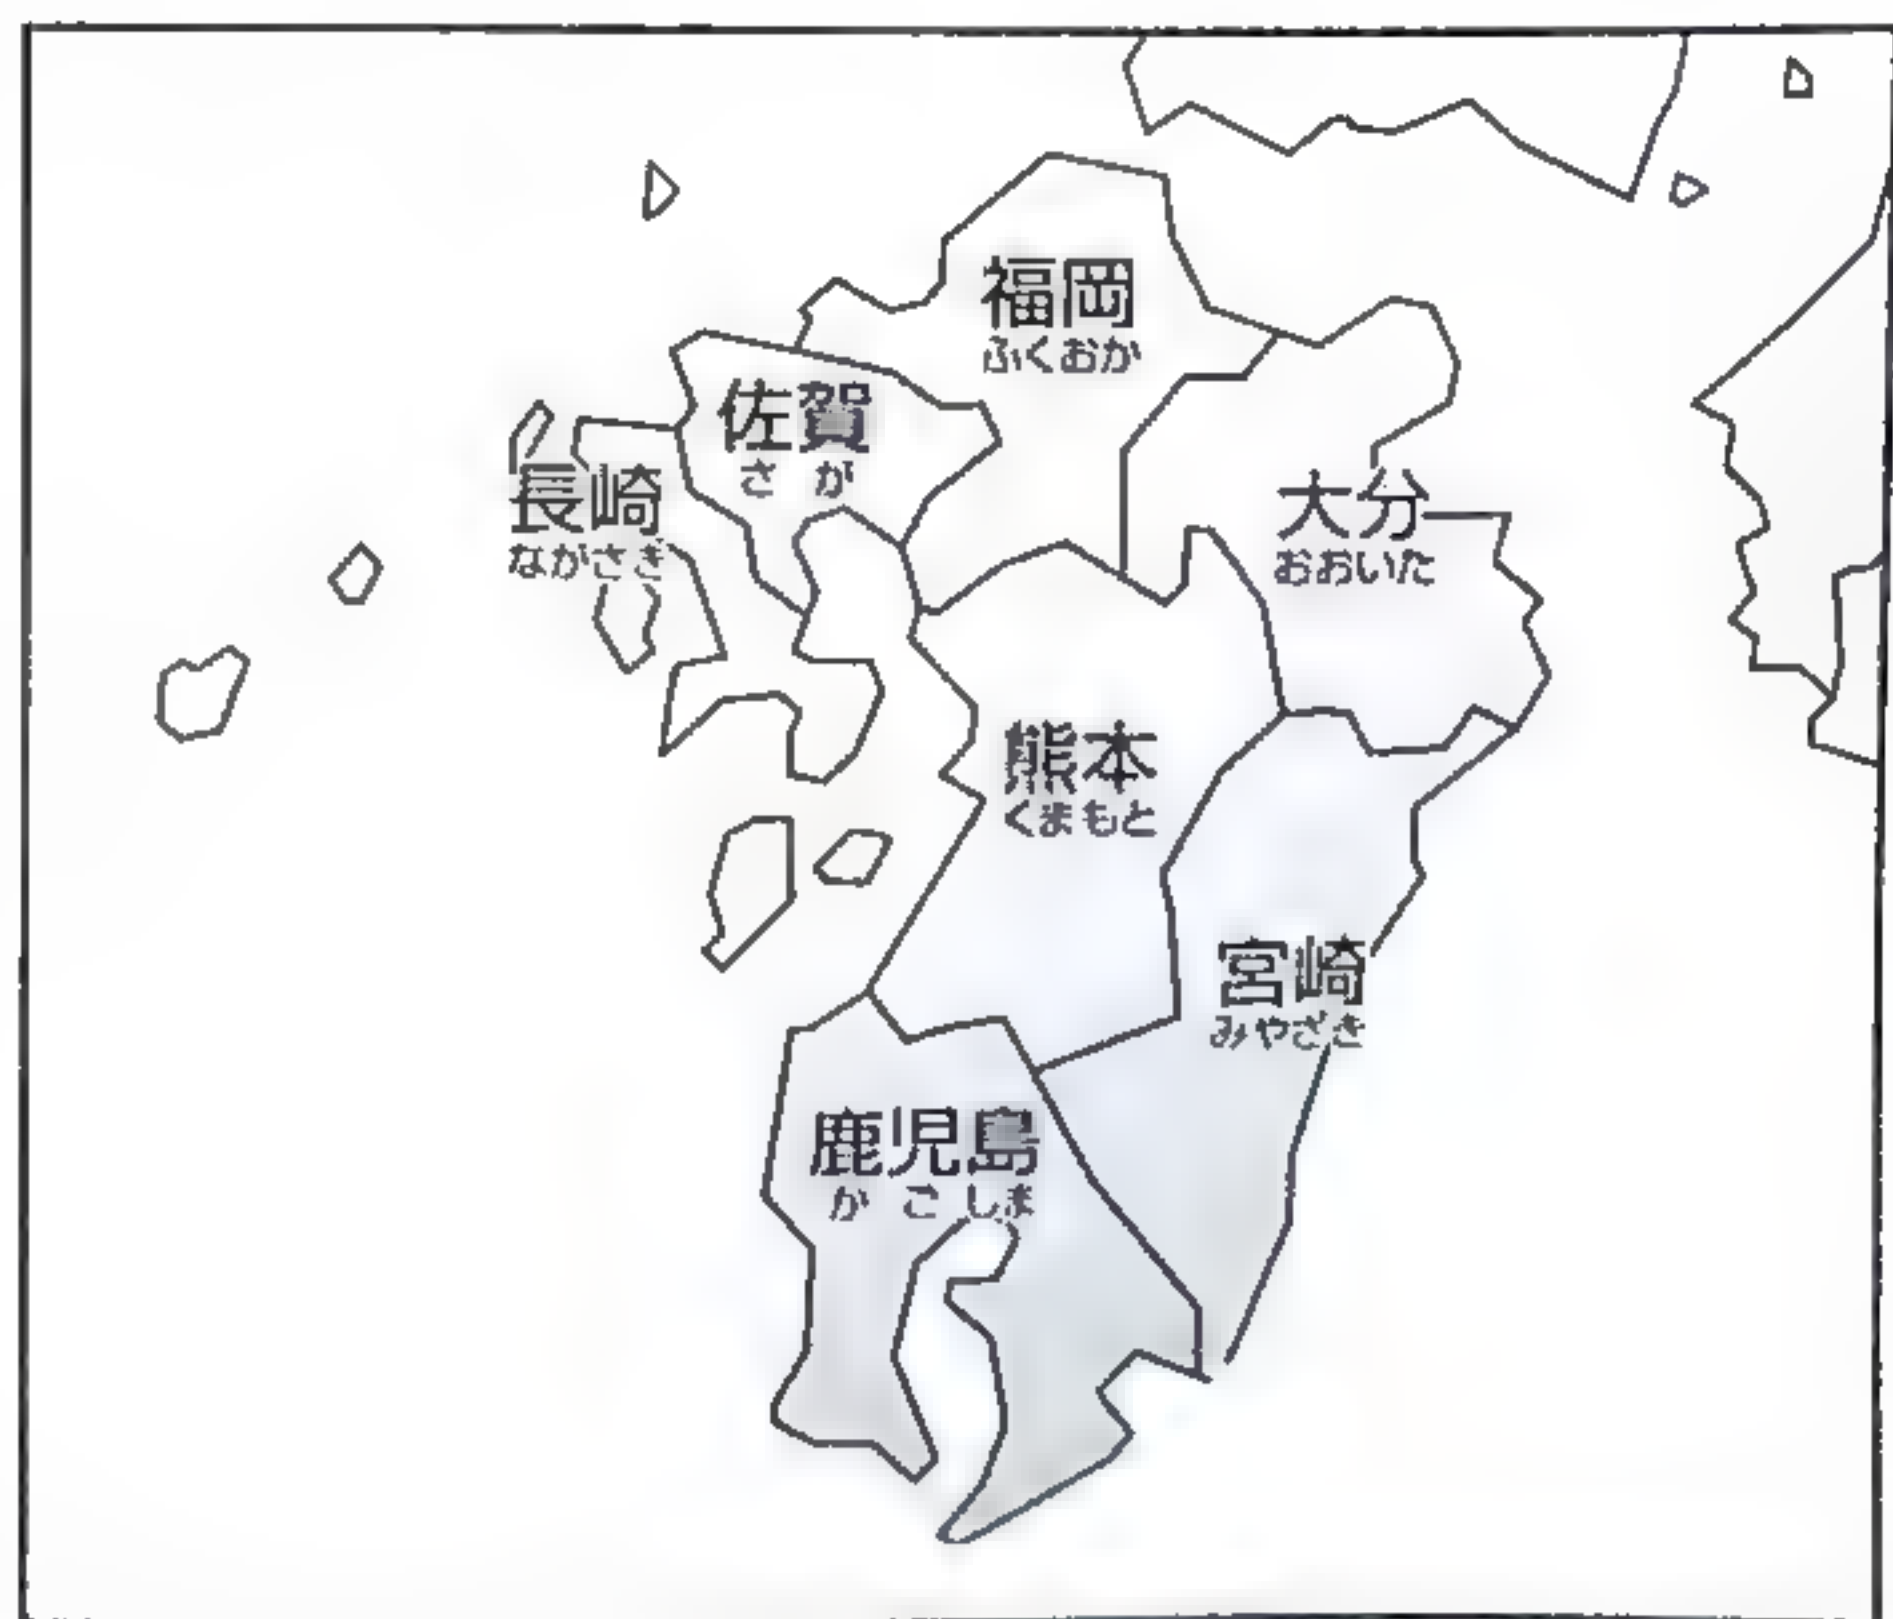 福岡
ふくおか
佐賀
さが
長崎
ながさき
大分
おおいた
熊本
くまもと
宮崎
みやざき
鹿児島
かごしま